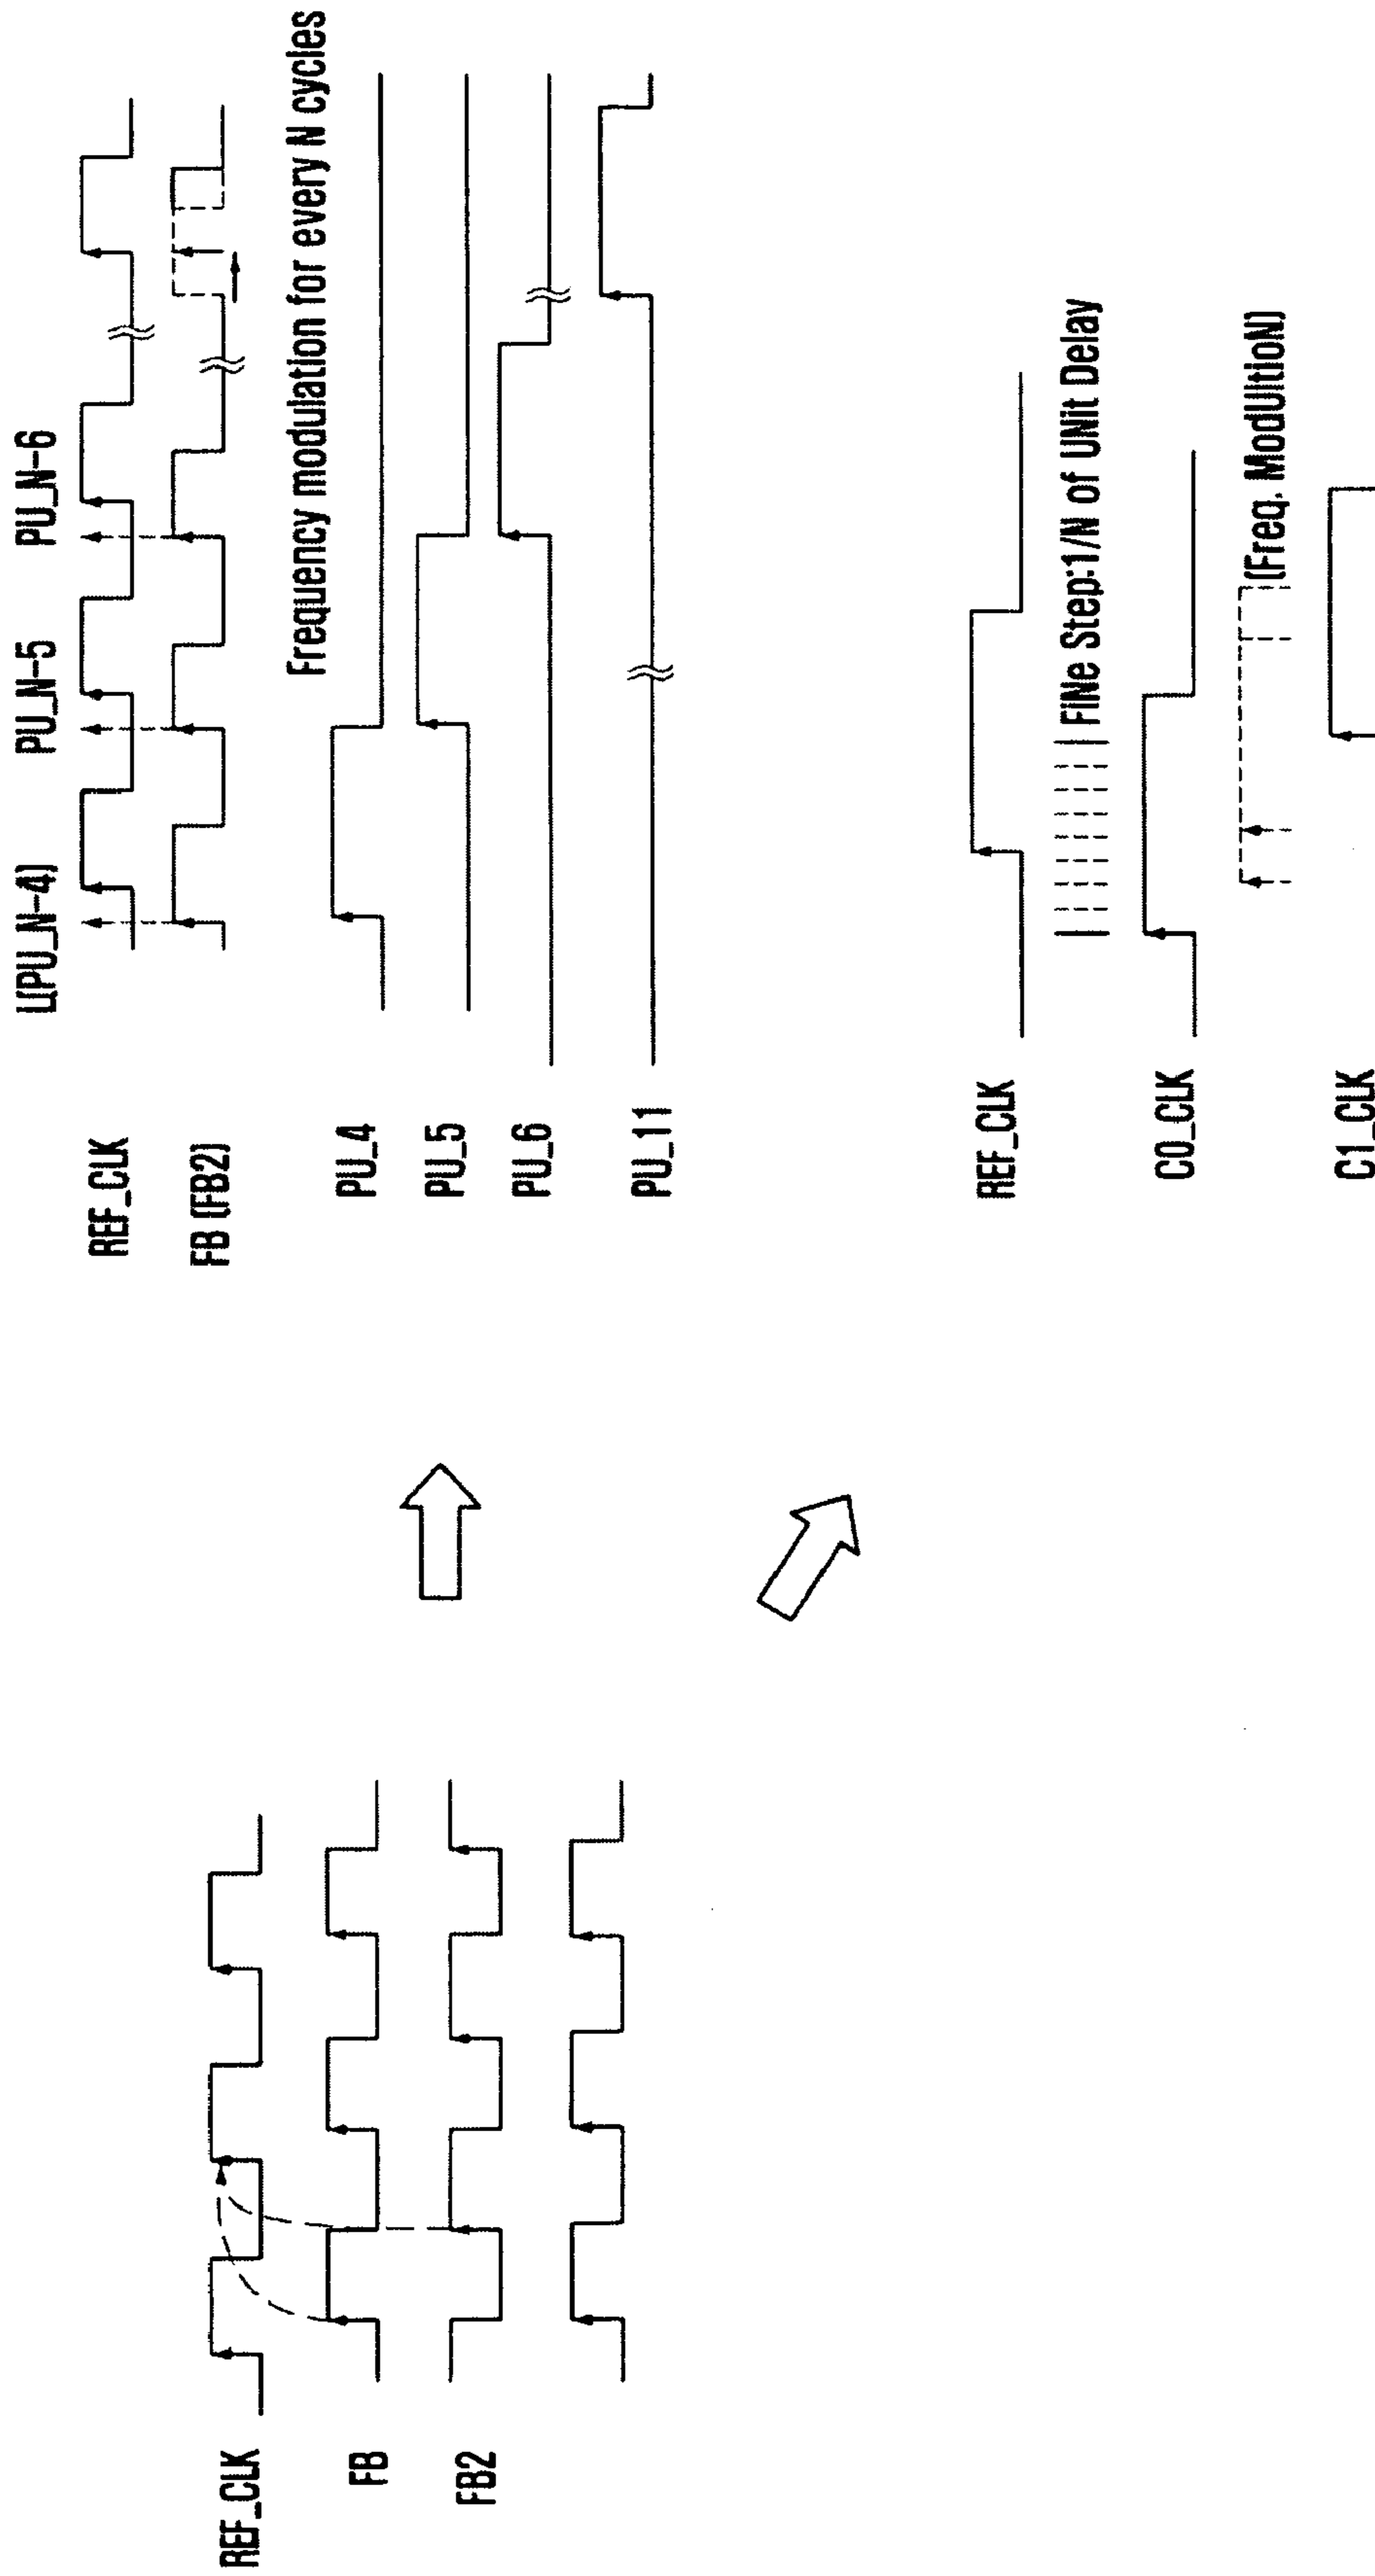 REF_CLK
FB
FB2
L(PU_N-4) PU_N-5 PU_N-6
REF_CLK
FB (FB2)
Frequency modulation for every N cycles
PU_4
PU_5
PU_6
PU_11
REF_CLK
FiNe Step:1/N of UNit Delay
C0_CLK
(Freq. ModUltioN)
C1_CLK